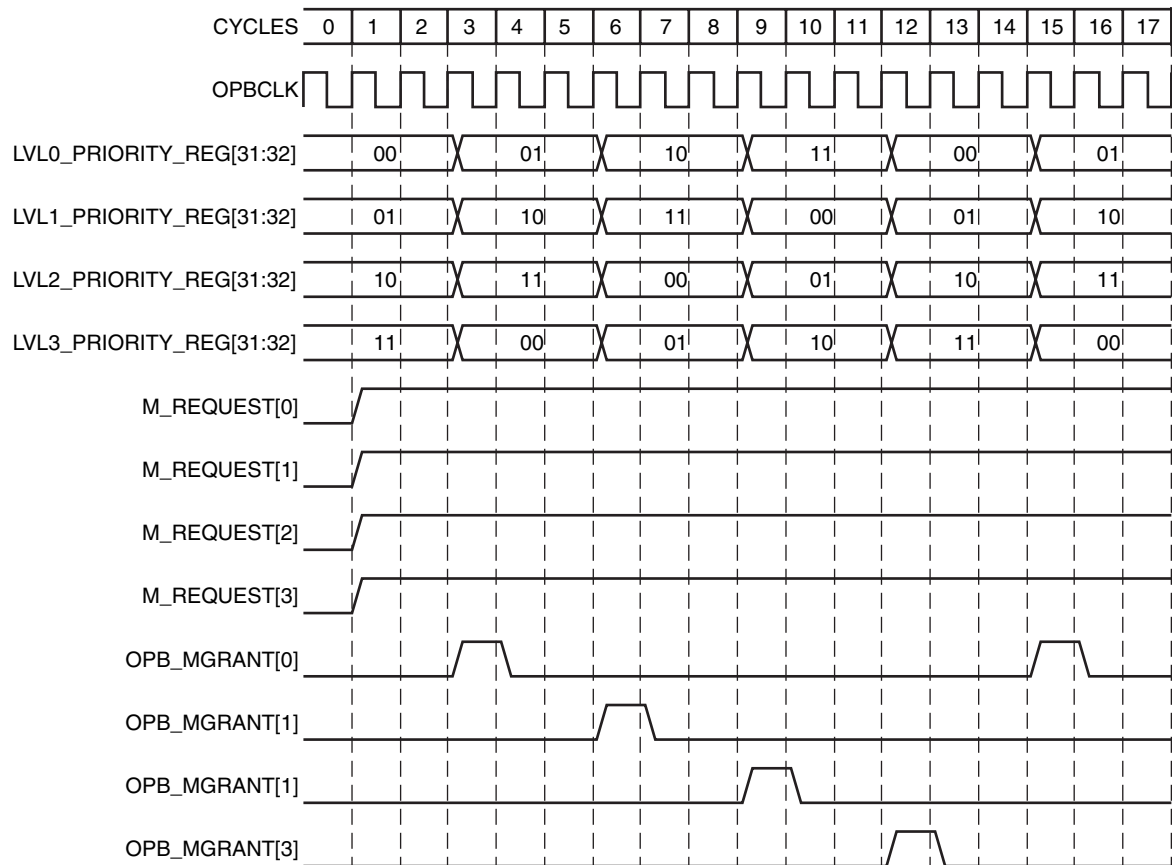 CYCLES 0 1 2 3 4 5 6 7 8 9 10 11 12 13 14 15 16 17
OPBCLK
LVL0_PRIORITY_REG[31:32] 00 01 10 11 00 01
LVL1_PRIORITY_REG[31:32] 01 10 11 00 01 10
LVL2_PRIORITY_REG[31:32] 10 11 00 01 10 11
LVL3_PRIORITY_REG[31:32] 11 00 01 10 11 00
M_REQUEST[0]
M_REQUEST[1]
M_REQUEST[2]
M_REQUEST[3]
OPB_MGRANT[0]
OPB_MGRANT[1]
OPB_MGRANT[1]
OPB_MGRANT[3]